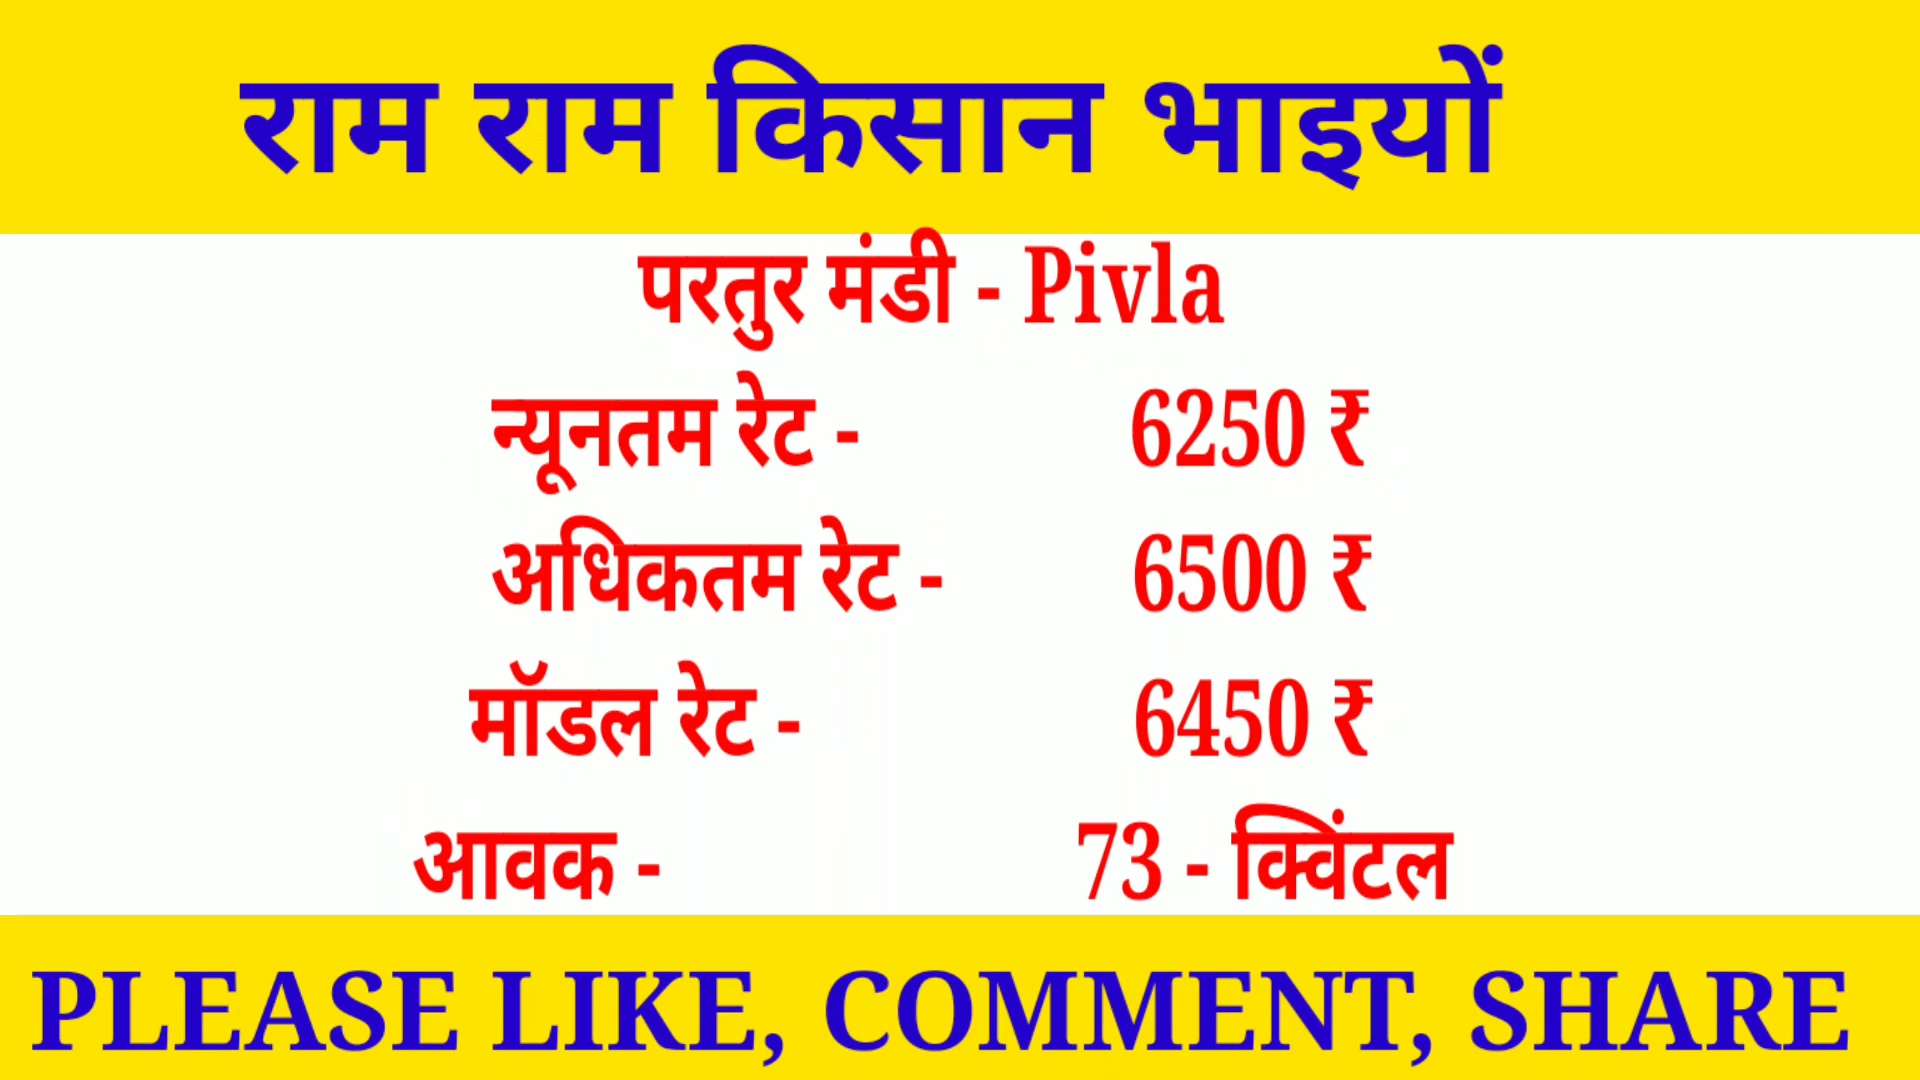 राम राम किसान भाइयों
परतुर मंडी - Pivla
न्यूनतम रेट - 6250 ₹
अधिकतम रेट - 6500 ₹
मॉडल रेट - 6450 ₹
आवक - 73 - क्विंटल
PLEASE LIKE, COMMENT, SHARE